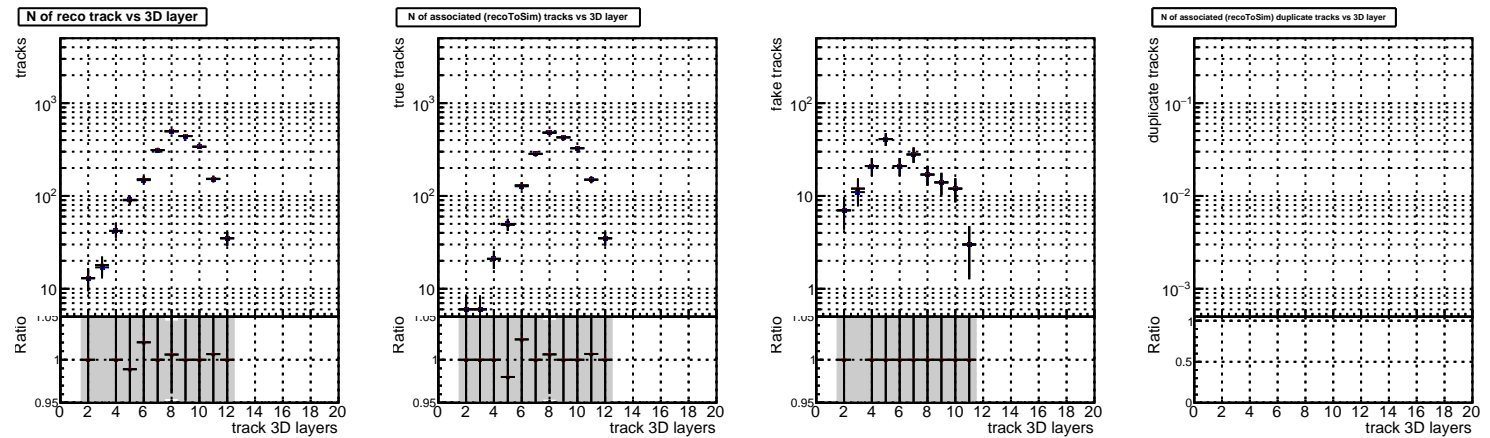 N of reco track vs 3D layer
tracks
10³
10²
10
Ratio
1.05
1
0.95
0 2 4 6 8 10 12 14 16 18 20
track 3D layers
N of associated (recoToSim) tracks vs 3D layer
true tracks
10³
10²
10
Ratio
1.05
1
0.95
0 2 4 6 8 10 12 14 16 18 20
track 3D layers
fake tracks
10²
10
1
Ratio
1.05
1
0.95
0 2 4 6 8 10 12 14 16 18 20
track 3D layers
N of associated (recoToSim) duplicate tracks vs 3D layer
duplicate tracks
10⁻¹
10⁻²
10⁻³
Ratio
1
0.5
0
0 2 4 6 8 10 12 14 16 18 20
track 3D layers